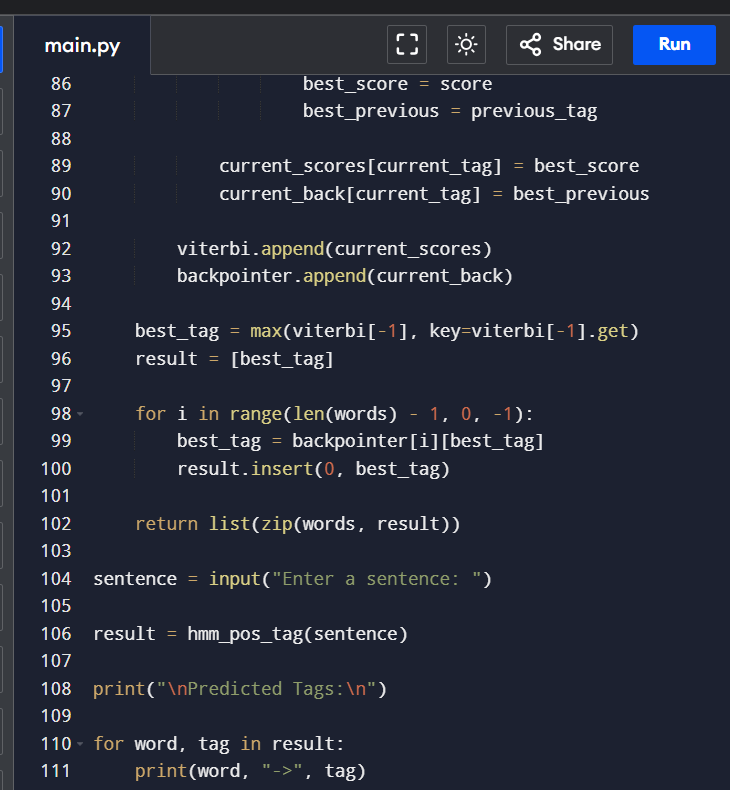 main.py
Share
Run
86                     best_score = score
87                     best_previous = previous_tag
88
89             current_scores[current_tag] = best_score
90             current_back[current_tag] = best_previous
91
92         viterbi.append(current_scores)
93         backpointer.append(current_back)
94
95     best_tag = max(viterbi[-1], key=viterbi[-1].get)
96     result = [best_tag]
97
98     for i in range(len(words) - 1, 0, -1):
99         best_tag = backpointer[i][best_tag]
100         result.insert(0, best_tag)
101
102     return list(zip(words, result))
103
104 sentence = input("Enter a sentence: ")
105
106 result = hmm_pos_tag(sentence)
107
108 print("\nPredicted Tags:\n")
109
110 for word, tag in result:
111     print(word, "->", tag)